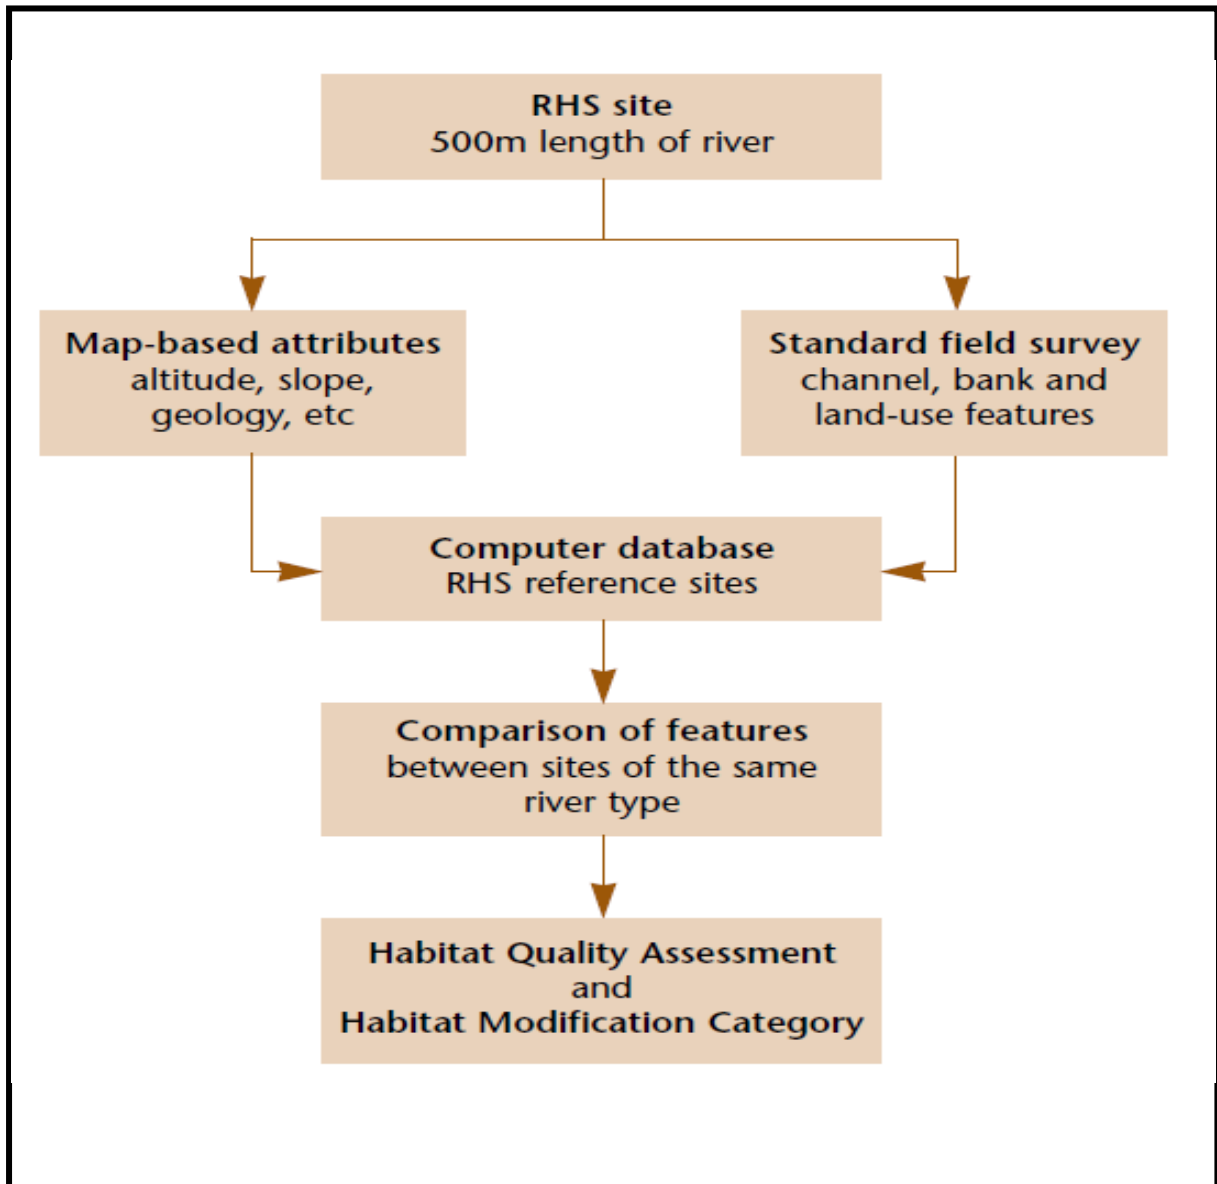 RHS site
500m length of river
Map-based attributes
altitude, slope,
geology, etc
Standard field survey
channel, bank and
land-use features
Computer database
RHS reference sites
Comparison of features
between sites of the same
river type
Habitat Quality Assessment
and
Habitat Modification Category